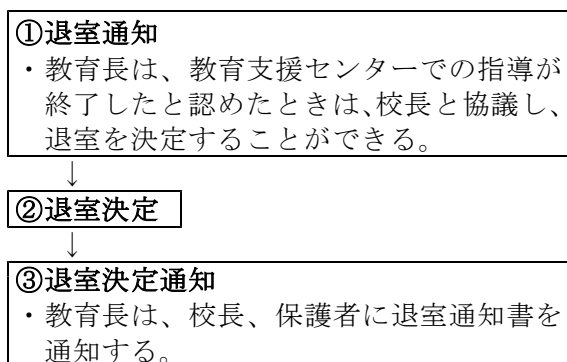 ①退室通知
・教育長は、教育支援センターでの指導が
終了したと認めたときは、校長と協議し、
退室を決定することができる。
↓
②退室決定
↓
③退室決定通知
・教育長は、校長、保護者に退室通知書を
通知する。